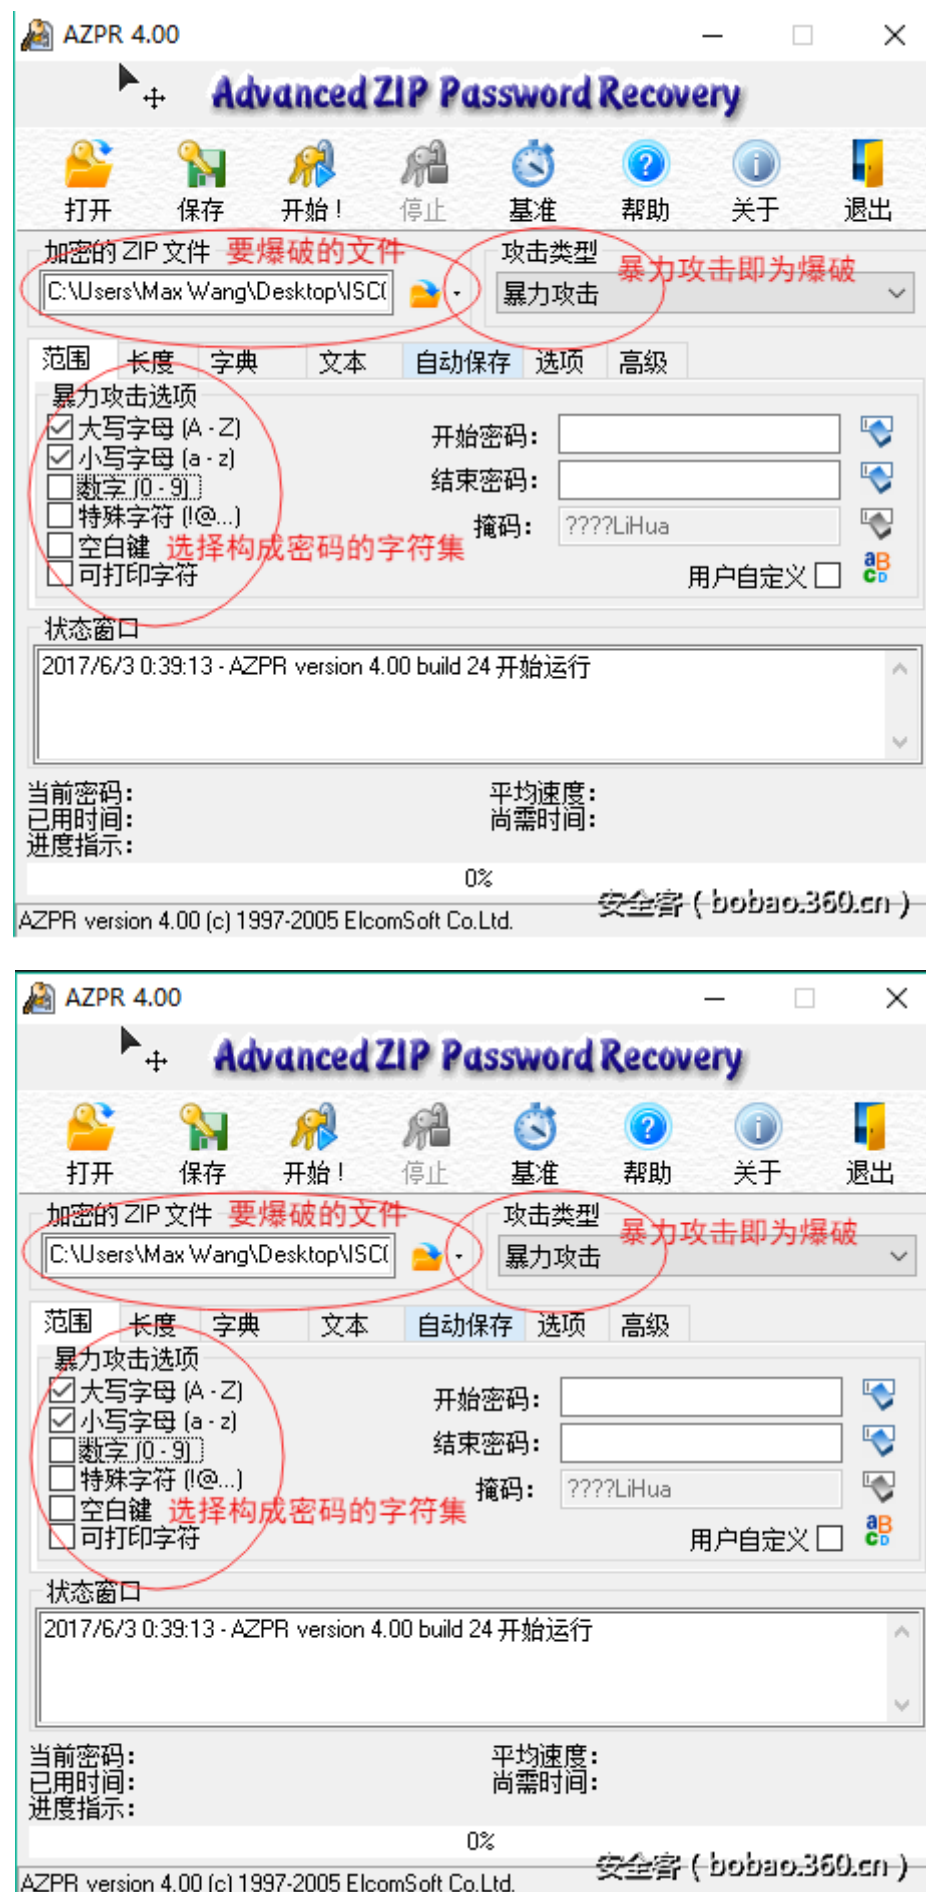 AZPR 4.00
Advanced ZIP Password Recovery
打开 保存 开始! 停止 基准 帮助 关于 退出
加密的 ZIP 文件 要爆破的文件 攻击类型 暴力攻击即为爆破
C:\Users\Max Wang\Desktop\ISC( 暴力攻击
范围 长度 字典 文本 自动保存 选项 高级
暴力攻击选项
大写字母 (A - Z) 开始密码:
小写字母 (a - z)
数字 (0 - 9) 结束密码:
特殊字符 (!@...) 掩码: ????LiHua
空白键 选择构成密码的字符集
可打印字符 用户自定义 aBCD
状态窗口
2017/6/3 0:39:13 - AZPR version 4.00 build 24 开始运行
当前密码: 平均速度:
已用时间: 尚需时间:
进度指示:
0%
安全客 ( bobao.360.cn )
AZPR version 4.00 (c) 1997-2005 ElcomSoft Co.Ltd.
AZPR 4.00
Advanced ZIP Password Recovery
打开 保存 开始! 停止 基准 帮助 关于 退出
加密的 ZIP 文件 要爆破的文件 攻击类型 暴力攻击即为爆破
C:\Users\Max Wang\Desktop\ISC( 暴力攻击
范围 长度 字典 文本 自动保存 选项 高级
暴力攻击选项
大写字母 (A - Z) 开始密码:
小写字母 (a - z)
数字 (0 - 9) 结束密码:
特殊字符 (!@...) 掩码: ????LiHua
空白键 选择构成密码的字符集
可打印字符 用户自定义 aBCD
状态窗口
2017/6/3 0:39:13 - AZPR version 4.00 build 24 开始运行
当前密码: 平均速度:
已用时间: 尚需时间:
进度指示:
0%
安全客 ( bobao.360.cn )
AZPR version 4.00 (c) 1997-2005 ElcomSoft Co.Ltd.